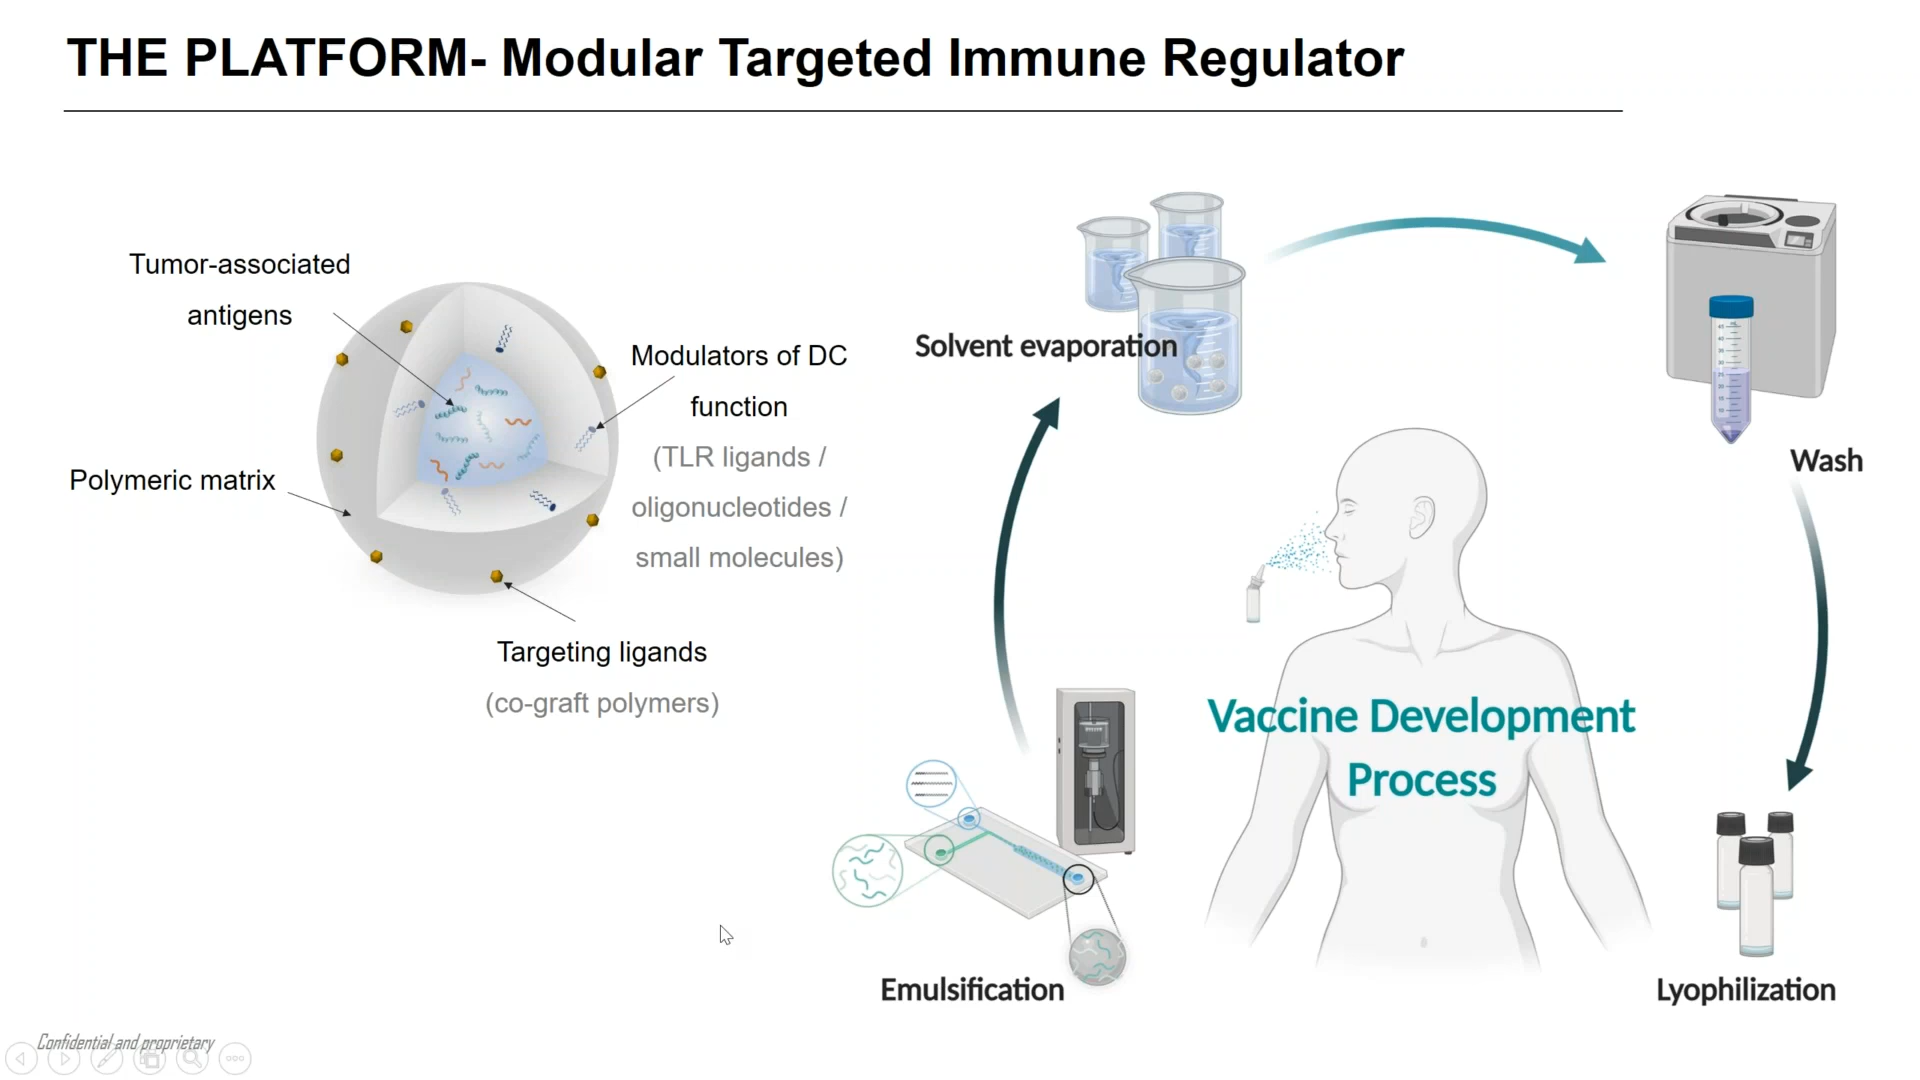 THE PLATFORM- Modular Targeted Immune Regulator
Tumor-associated
antigens
Modulators of DC
function
(TLR ligands /
oligonucleotides /
small molecules)
Polymeric matrix
Targeting ligands
(co-graft polymers)
Solvent evaporation
Wash
Vaccine Development
Process
Emulsification
Lyophilization
Confidential and proprietary